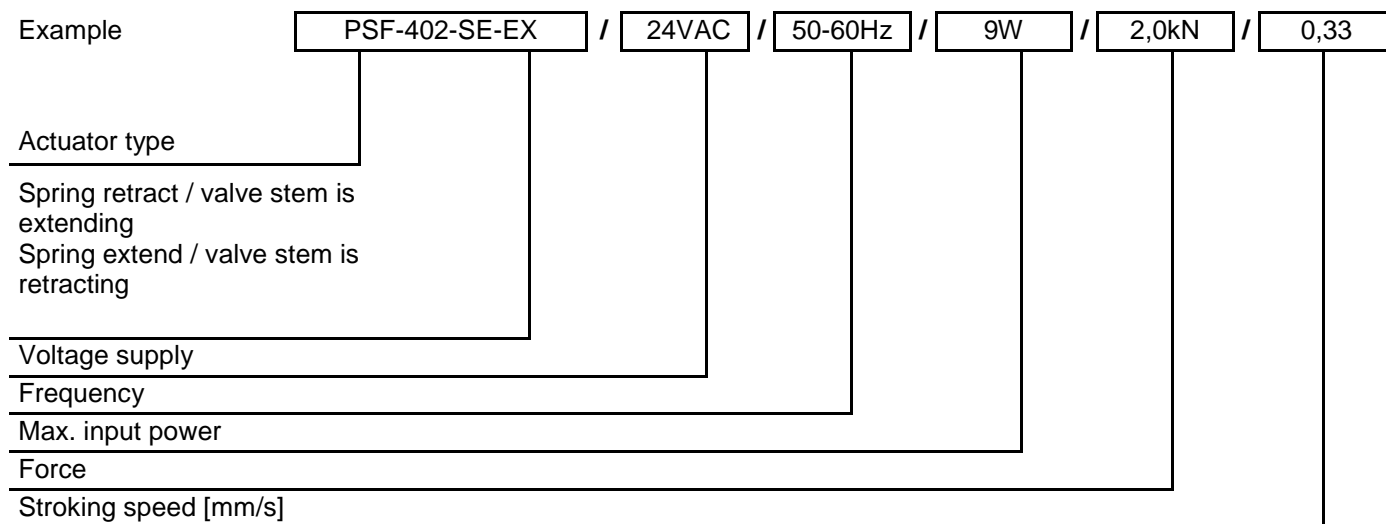 Example PSF-402-SE-EX / 24VAC / 50-60Hz / 9W / 2,0kN / 0,33
Actuator type
Spring retract / valve stem is
extending
Spring extend / valve stem is
retracting
Voltage supply
Frequency
Max. input power
Force
Stroking speed [mm/s]